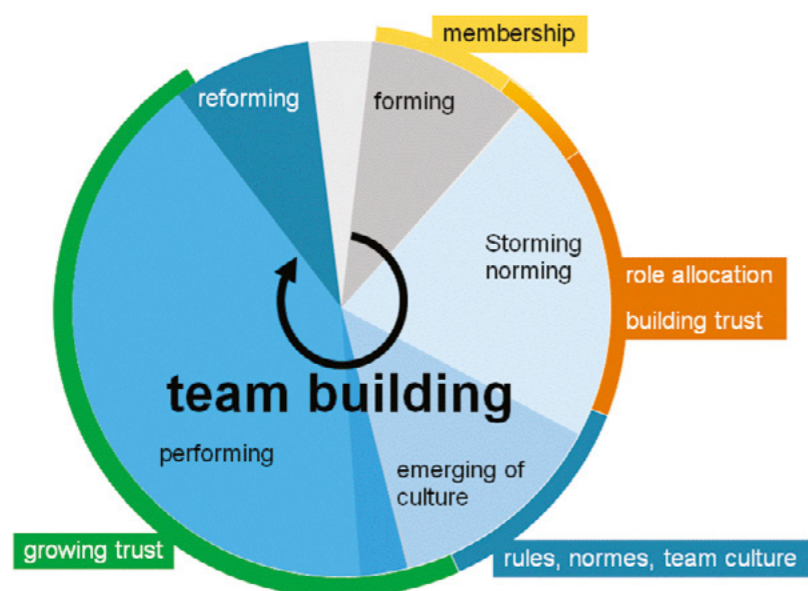 membership
reforming
forming
Storming
norming
role allocation
building trust
team building
performing
emerging of
culture
growing trust
rules, normes, team culture